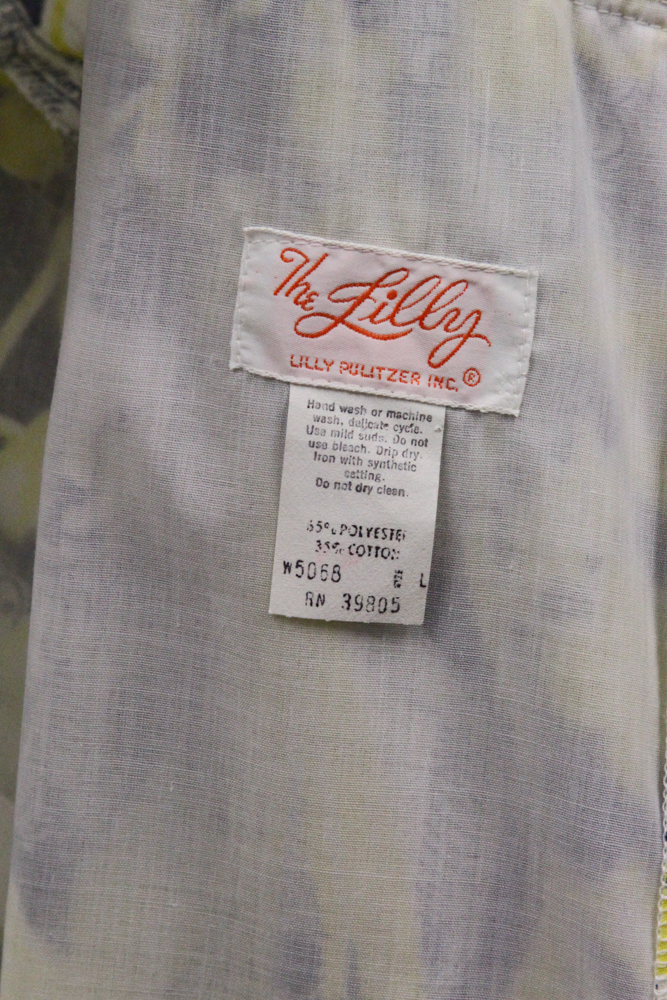 The Lilly
LILLY PULITZER INC.®
Hand wash or machine
wash, delicate cycle.
Use mild suds. Do not
use bleach. Drip dry.
Iron with synthetic
setting.
Do not dry clean.
65% POLYESTER
35% COTTON
W5068 L
RN 39805